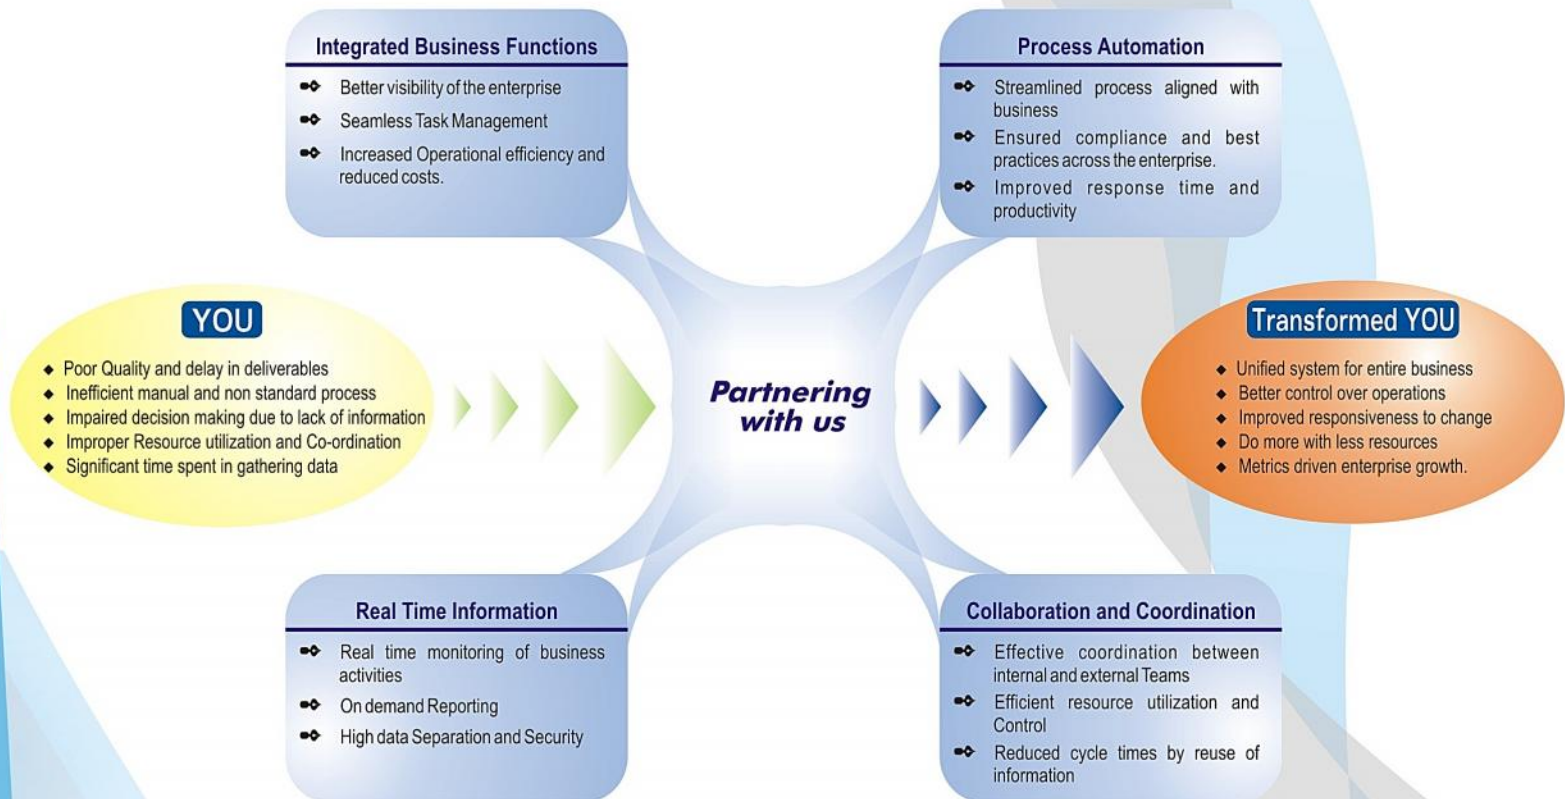 Integrated Business Functions
Better visibility of the enterprise
Seamless Task Management
Increased Operational efficiency and
reduced costs.
Process Automation
Streamlined process aligned with
business
Ensured compliance and best
practices across the enterprise.
Improved response time and
productivity
YOU
Poor Quality and delay in deliverables
Inefficient manual and non standard process
Impaired decision making due to lack of information
Improper Resource utilization and Co-ordination
Significant time spent in gathering data
Partnering
with us
Transformed YOU
Unified system for entire business
Better control over operations
Improved responsiveness to change
Do more with less resources
Metrics driven enterprise growth.
Real Time Information
Real time monitoring of business
activities
On demand Reporting
High data Separation and Security
Collaboration and Coordination
Effective coordination between
internal and external Teams
Efficient resource utilization and
Control
Reduced cycle times by reuse of
information